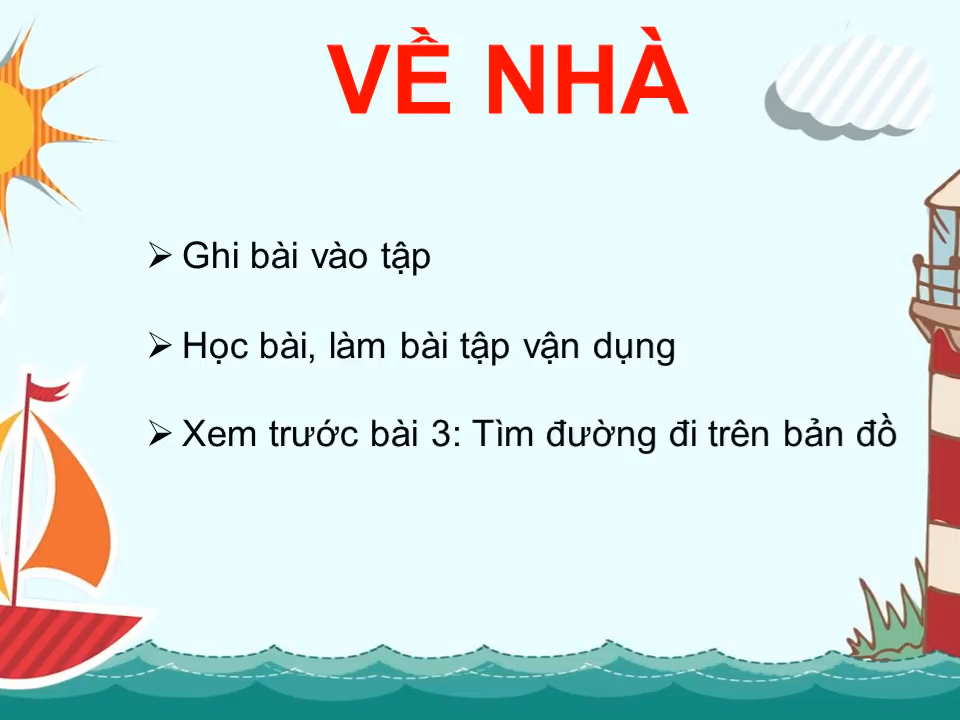 VỀ NHÀ
➢ Ghi bài vào tập
➢ Học bài, làm bài tập vận dụng
➢ Xem trước bài 3: Tìm đường đi trên bản đồ